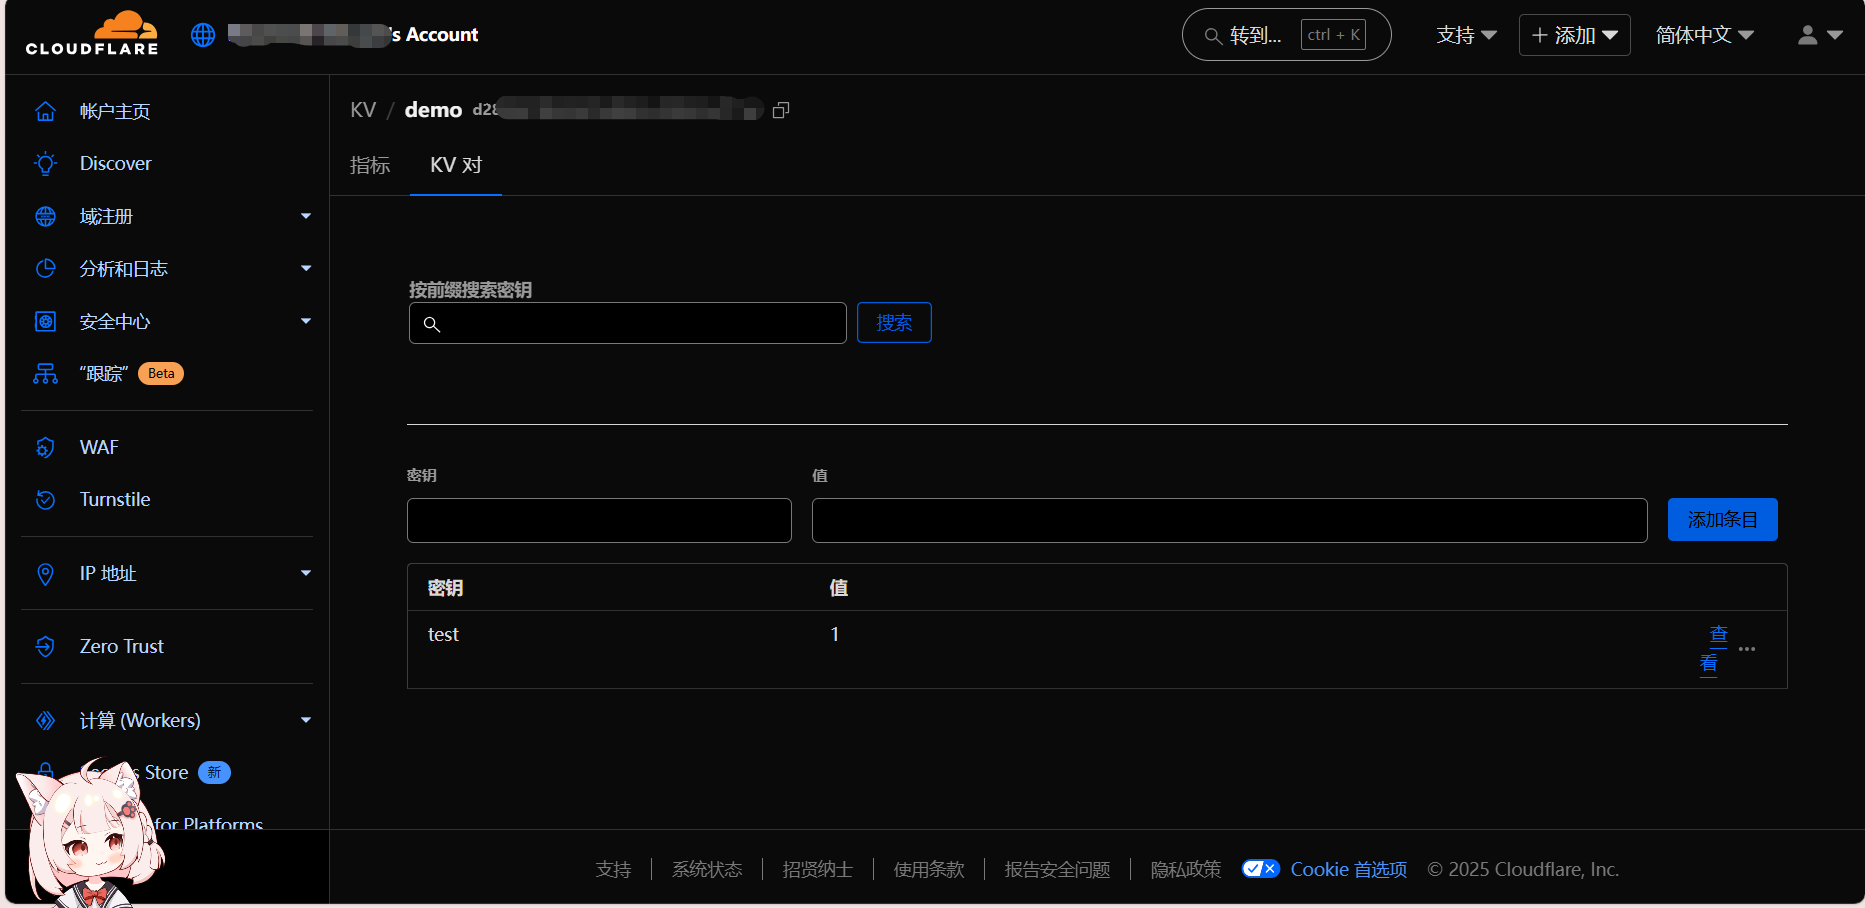 CLOUDFLARE
's Account
转到... ctrl + K
支持
+ 添加
简体中文
帐户主页
Discover
域注册
分析和日志
安全中心
“跟踪” Beta
WAF
Turnstile
IP 地址
Zero Trust
计算 (Workers)
Store 新
for Platforms
KV / demo d28
指标
KV 对
按前缀搜索密钥
搜索
密钥
值
添加条目
密钥 值
test 1 查看
...
支持
系统状态
招贤纳士
使用条款
报告安全问题
隐私政策
Cookie 首选项
© 2025 Cloudflare, Inc.